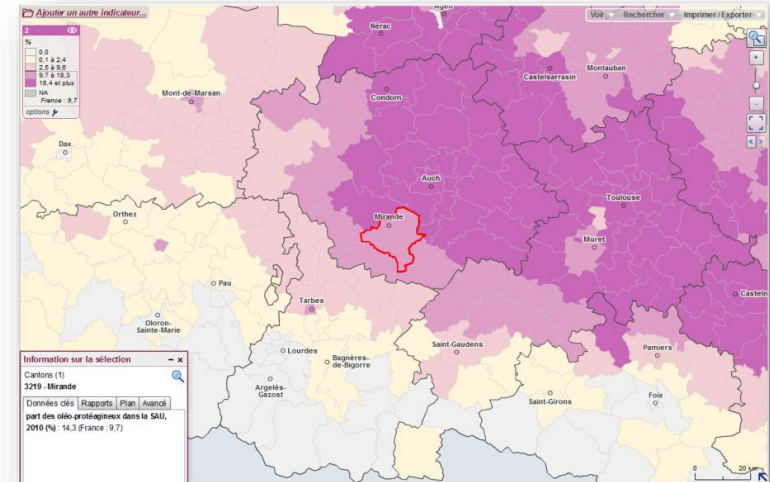 Ajouter un autre indicateur...
Voir Rechercher Imprimer / Exporter
2
%
0,0
0,1 à 2,4
2,5 à 9,6
9,7 à 18,3
18,4 et plus
NA
France : 9,7
options
Agen
Nérac
Montauban
Castelsarrasin
Mont-de-Marsan
Condom
Dax
Auch
Toulouse
Mirande
Orthez
Muret
Pau
Casteln
Tarbes
Oloron-
Sainte-Marie
Saint-Gaudens
Pamiers
Lourdes
Bagnères-
de-Bigorre
Argelès-
Gazost
Saint-Girons
Foix
Information sur la sélection
Cantons (1)
3219 - Mirande
Données clés Rapports Plan Avancé
part des oléo-protéagineux dans la SAU,
2010 (%) : 14,3 (France : 9,7)
0 20 km